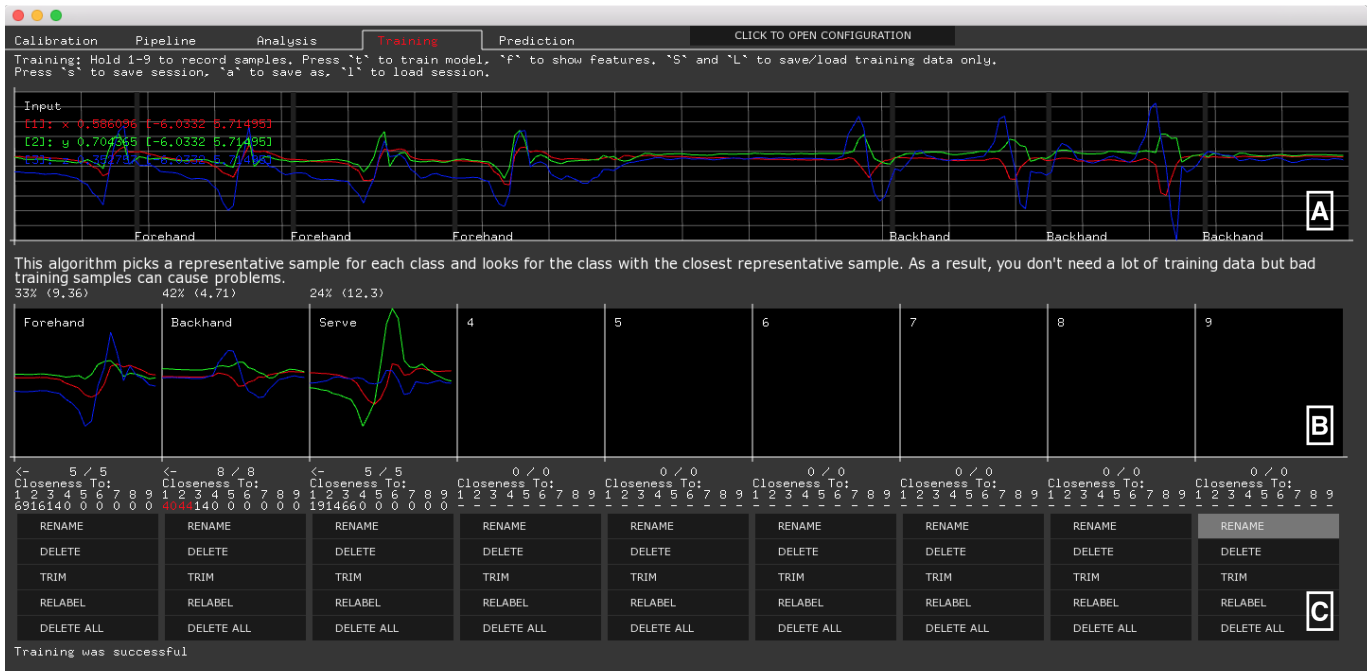 Calibration Pipeline Analysis Training Prediction CLICK TO OPEN CONFIGURATION
Training: Hold 1-9 to record samples. Press `t` to train model, `f` to show features. `S` and `L` to save/load training data only.
Press `s` to save session, `a` to save as, `l` to load session.
Input
[1]: x 0.586096 [-6.0332 5.71495]
[2]: y 0.704365 [-6.0332 5.71495]
A
Forehand Forehand Forehand Backhand Backhand Backhand
This algorithm picks a representative sample for each class and looks for the class with the closest representative sample. As a result, you don't need a lot of training data but bad
training samples can cause problems.
33% (9.36) 42% (4.71) 24% (12.3)
Forehand Backhand Serve 4 5 6 7 8 9
B
<- 5 / 5 <- 8 / 8 <- 5 / 5 0 / 0 0 / 0 0 / 0 0 / 0 0 / 0 0 / 0
Closeness To: Closeness To: Closeness To: Closeness To: Closeness To: Closeness To: Closeness To: Closeness To: Closeness To:
1 2 3 4 5 6 7 8 9 1 2 3 4 5 6 7 8 9 1 2 3 4 5 6 7 8 9 1 2 3 4 5 6 7 8 9 1 2 3 4 5 6 7 8 9 1 2 3 4 5 6 7 8 9 1 2 3 4 5 6 7 8 9 1 2 3 4 5 6 7 8 9 1 2 3 4 5 6 7 8 9
6916140 0 0 0 0 0 4044140 0 0 0 0 0 1914660 0 0 0 0 0 - - - - - - - - - - - - - - - - - - - - - - - - - - - - - - - - - - - - - - - - - - - - - - - - - - - - - -
RENAME RENAME RENAME RENAME RENAME RENAME RENAME RENAME RENAME
DELETE DELETE DELETE DELETE DELETE DELETE DELETE DELETE DELETE
TRIM TRIM TRIM TRIM TRIM TRIM TRIM TRIM TRIM
RELABEL RELABEL RELABEL RELABEL RELABEL RELABEL RELABEL RELABEL RELABEL
C
DELETE ALL DELETE ALL DELETE ALL DELETE ALL DELETE ALL DELETE ALL DELETE ALL DELETE ALL DELETE ALL
Training was successful